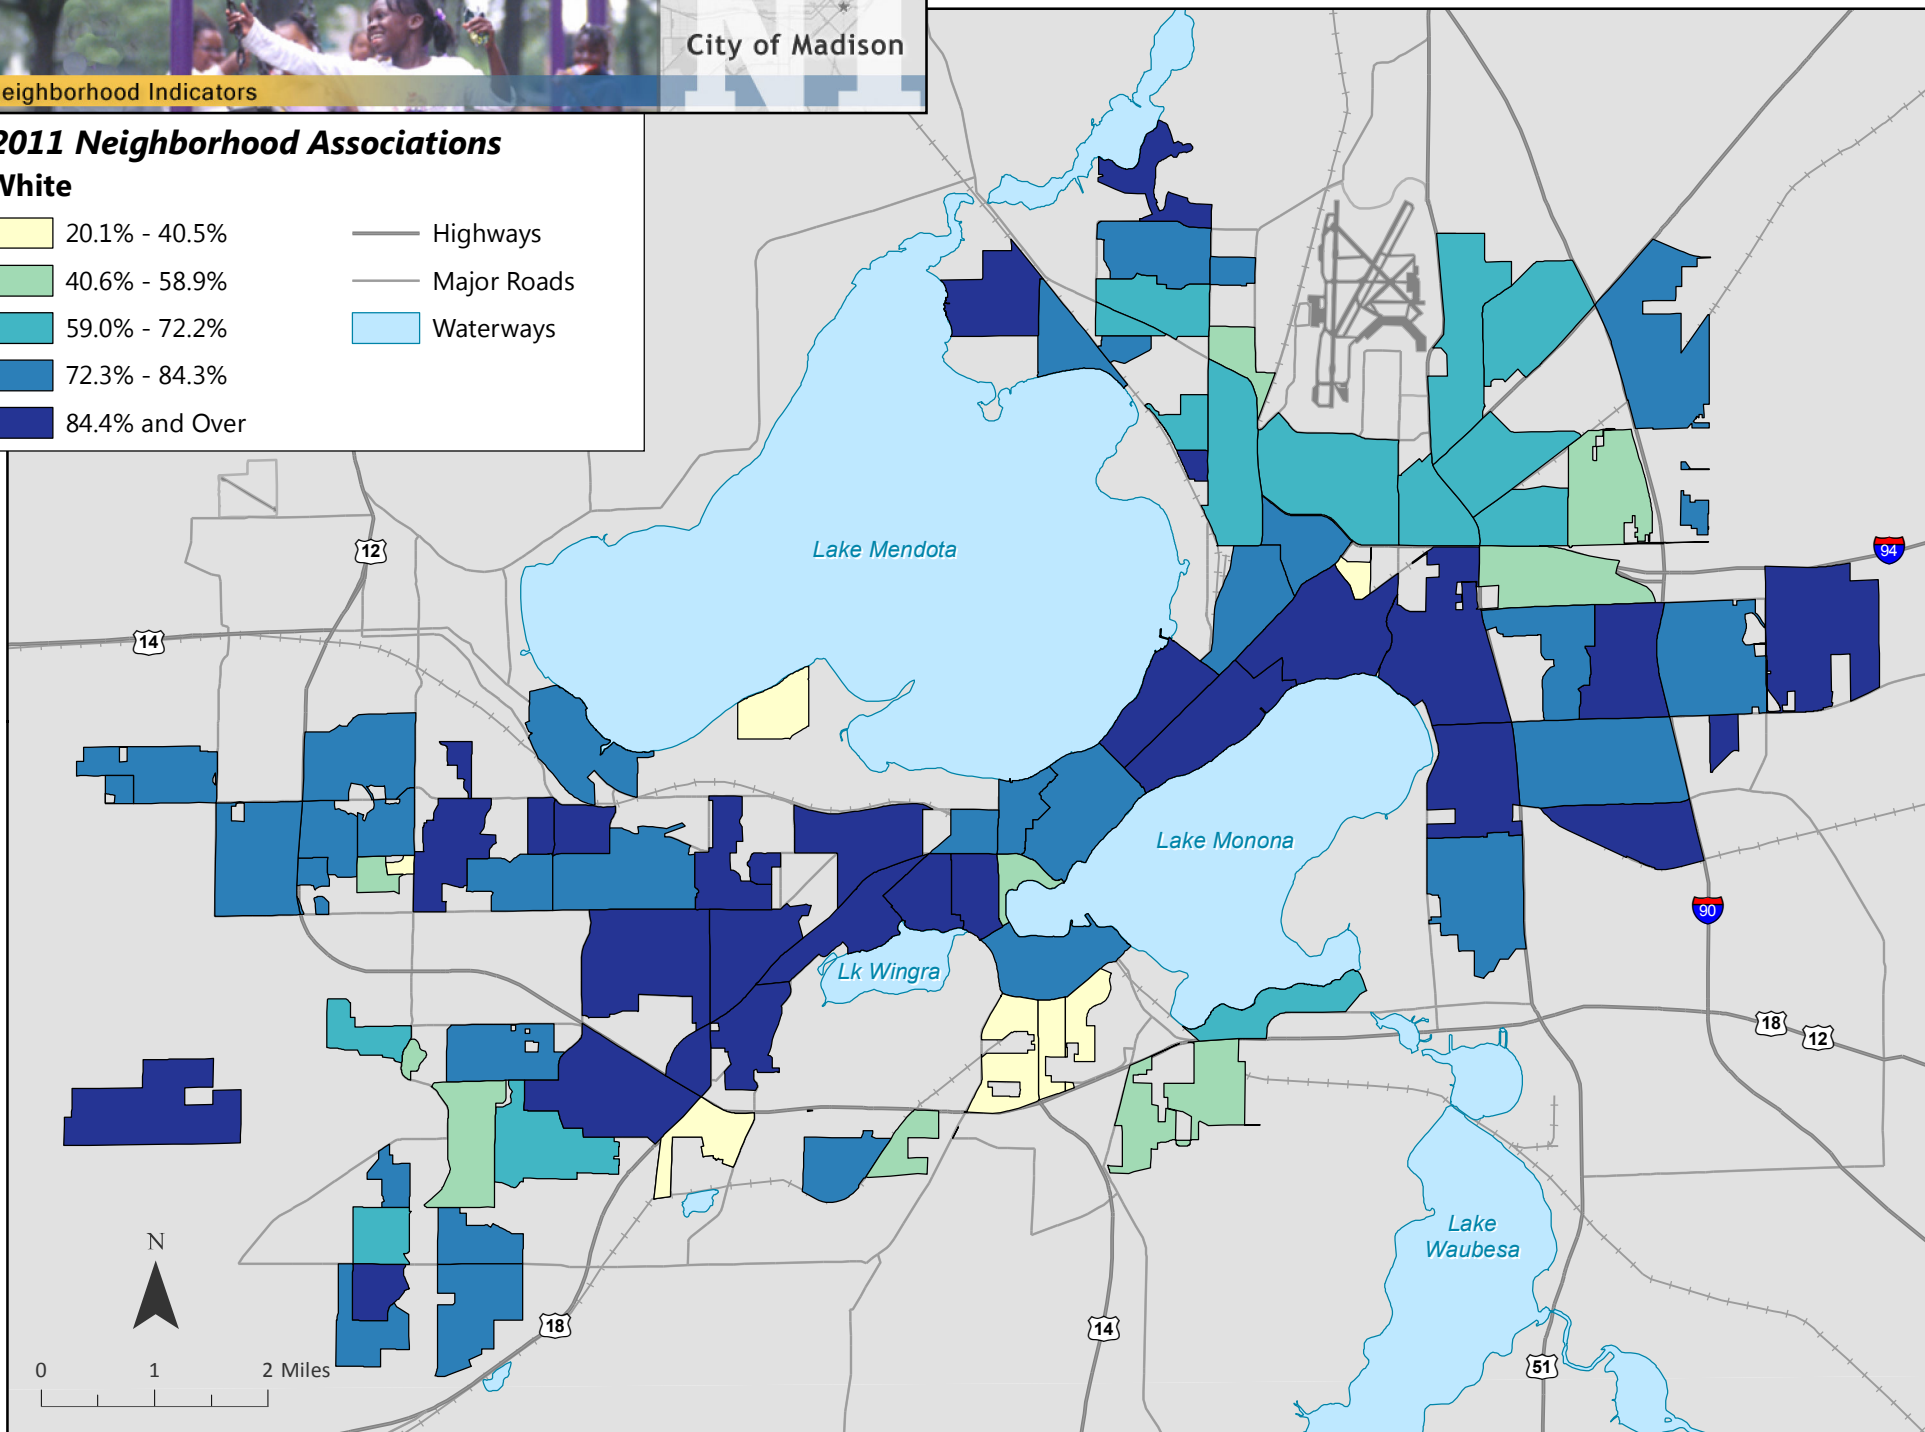 City of Madison
NI
eighborhood Indicators
2011 Neighborhood Associations
White
20.1% - 40.5%
40.6% - 58.9%
59.0% - 72.2%
72.3% - 84.3%
84.4% and Over
Highways
Major Roads
Waterways
12
14
Lake Mendota
94
Lake Monona
90
Lk Wingra
18
12
Lake
Waubesa
N
18
14
51
0 1 2 Miles